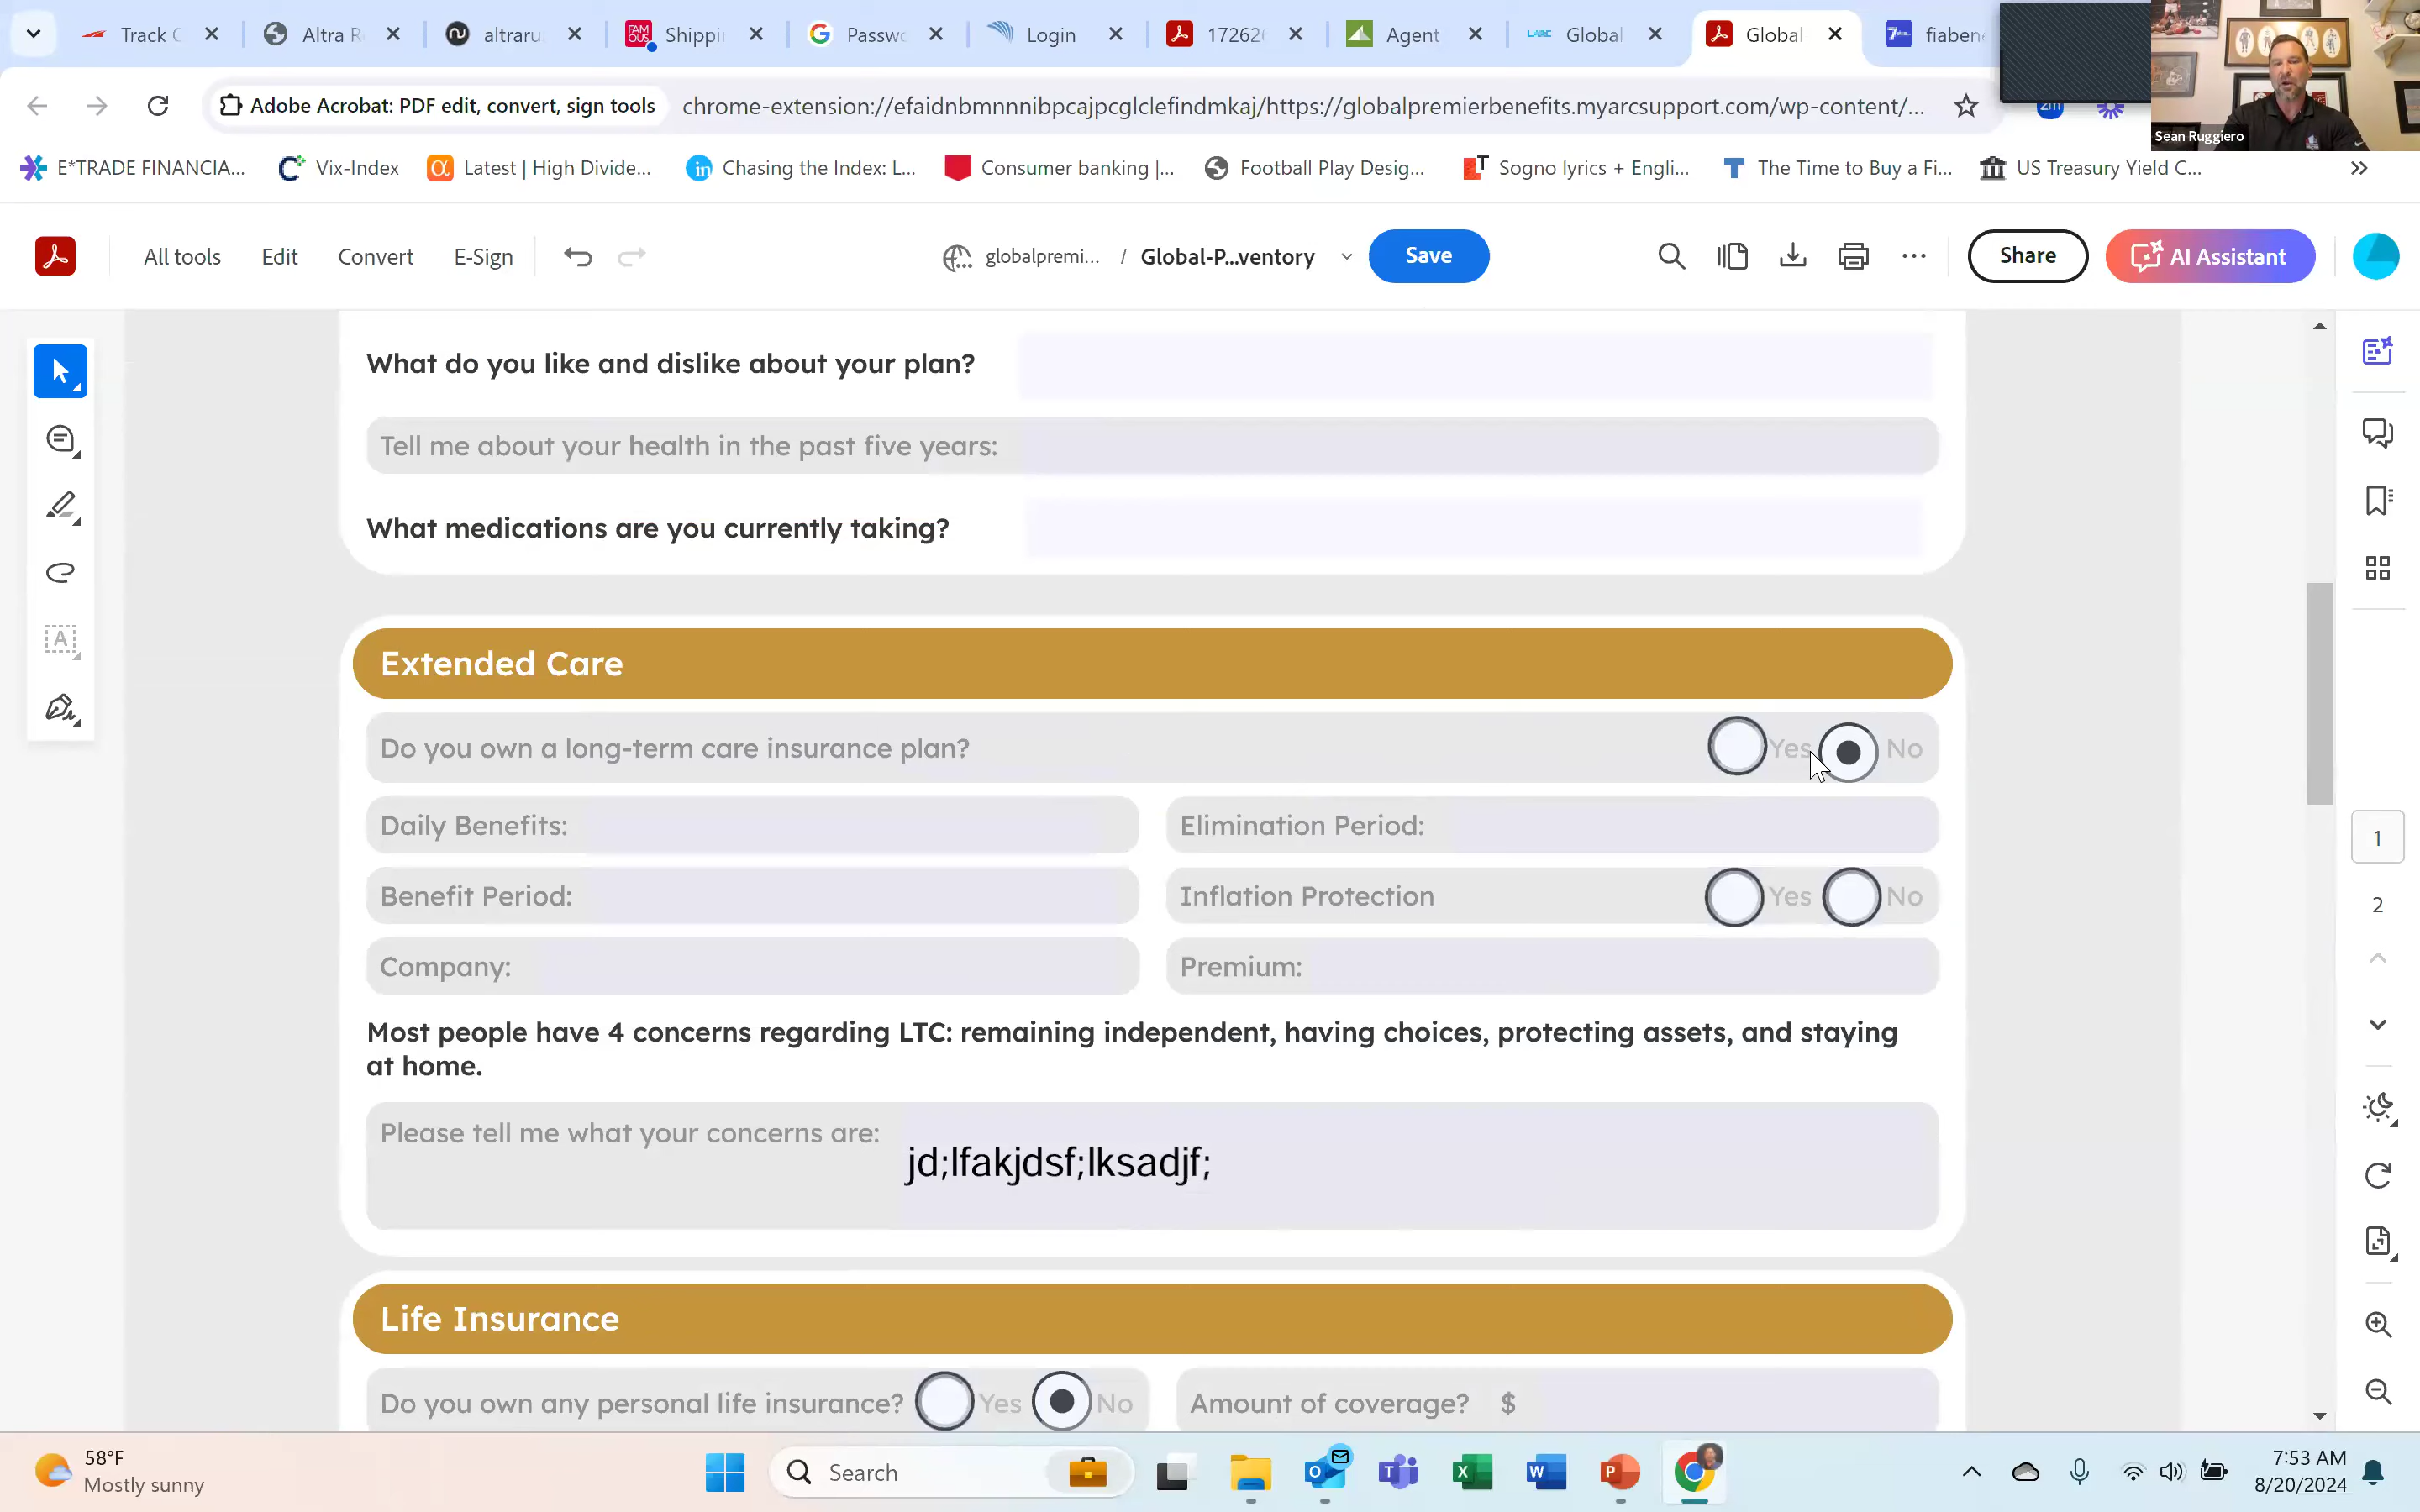 Track C
Altra R
altraru
FAM OUS
Shippin
Passwo
Login
172626
Agent
Global
Global
fiabene
Sean Ruggiero
Adobe Acrobat: PDF edit, convert, sign tools
chrome-extension://efaidnbmnnnibpcajpcglclefindmkaj/https://globalpremierbenefits.myarcsupport.com/wp-content/...
E*TRADE FINANCIA...
Vix-Index
Latest | High Divide...
Chasing the Index: L...
Consumer banking |...
Football Play Desig...
Sogno lyrics + Engli...
The Time to Buy a Fi...
US Treasury Yield C...
All tools
Edit
Convert
E-Sign
globalpremi... / Global-P...ventory
Save
Share
AI Assistant
What do you like and dislike about your plan?
Tell me about your health in the past five years:
What medications are you currently taking?
Extended Care
Do you own a long-term care insurance plan? Yes No
Daily Benefits:
Elimination Period:
Benefit Period:
Inflation Protection Yes No
Company:
Premium:
Most people have 4 concerns regarding LTC: remaining independent, having choices, protecting assets, and staying
at home.
Please tell me what your concerns are:
jd;lfakjdsf;lksadjf;
Life Insurance
Do you own any personal life insurance? Yes No
Amount of coverage? $
1
2
58°F
Mostly sunny
Search
7:53 AM
8/20/2024